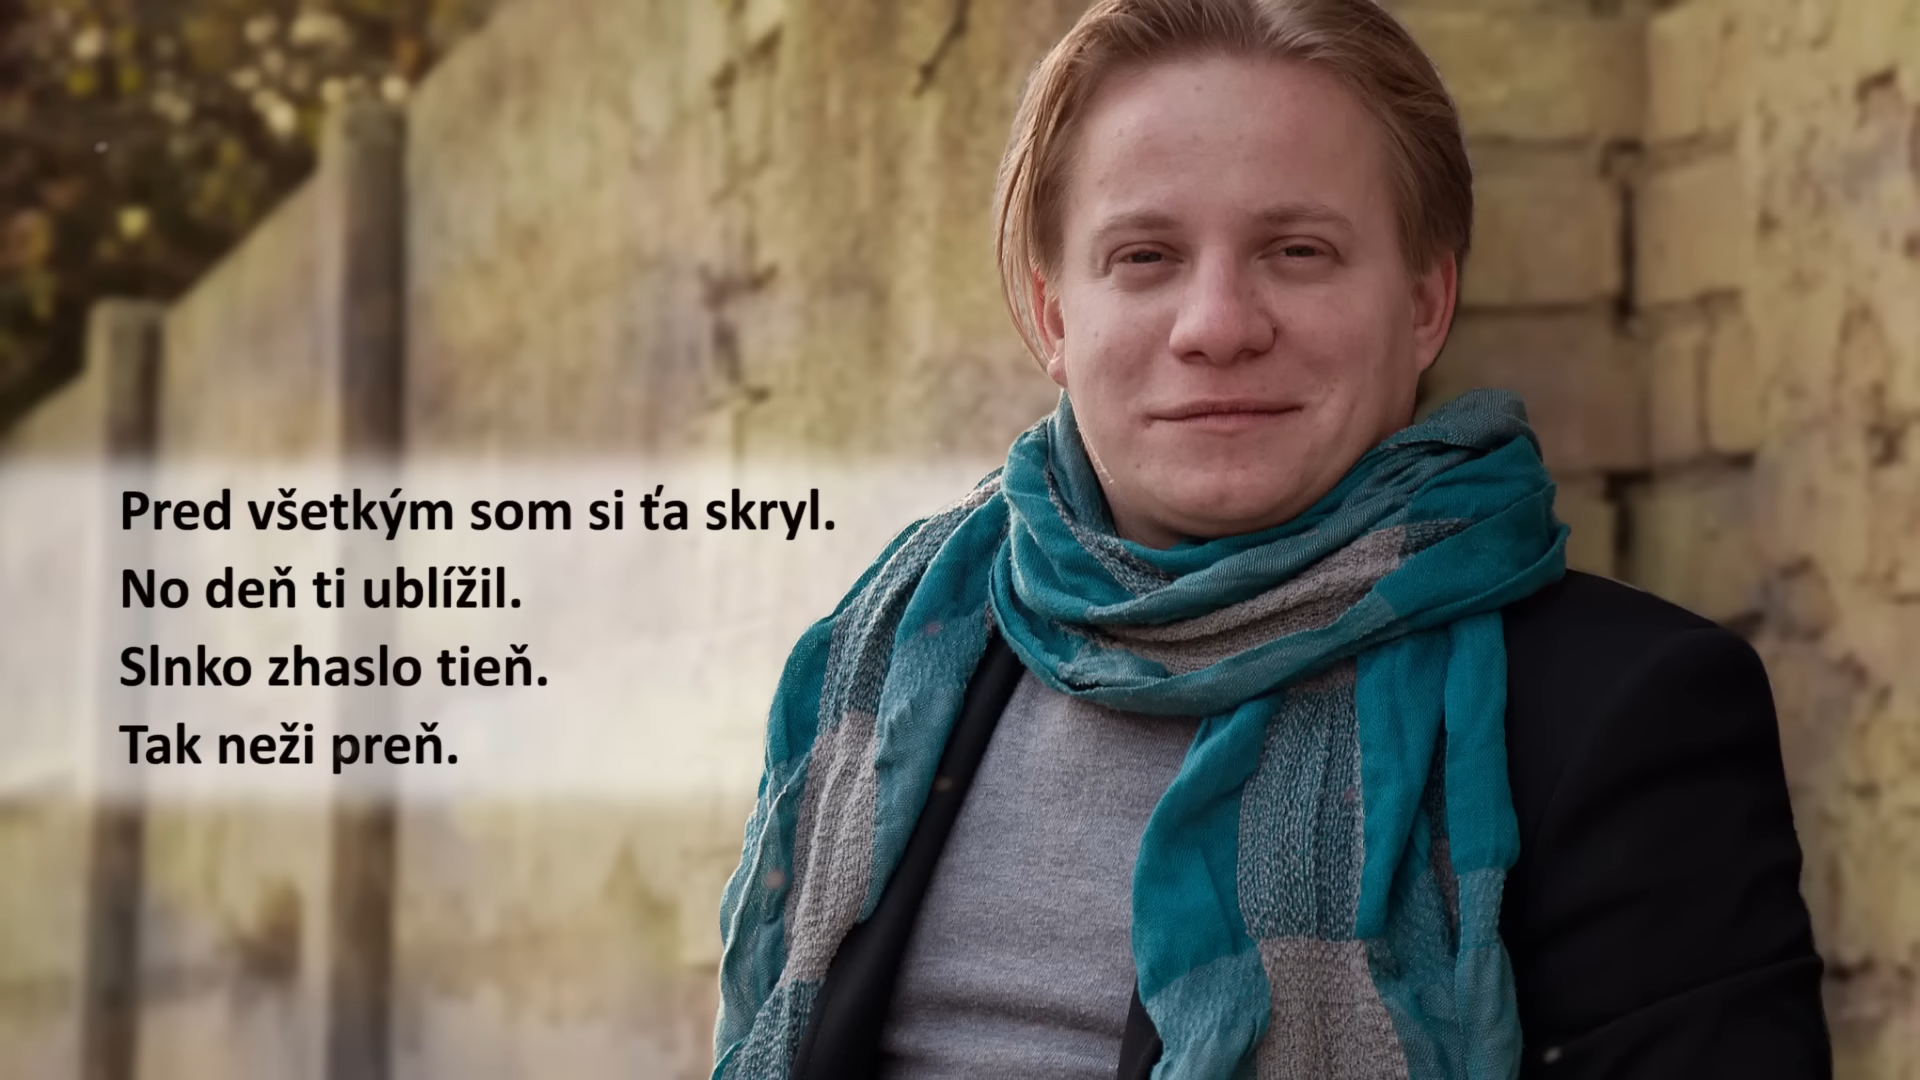 Pred všetkým som si ťa skryl.
No deň ti ublížil.
Slnko zhaslo tieň.
Tak neži preň.